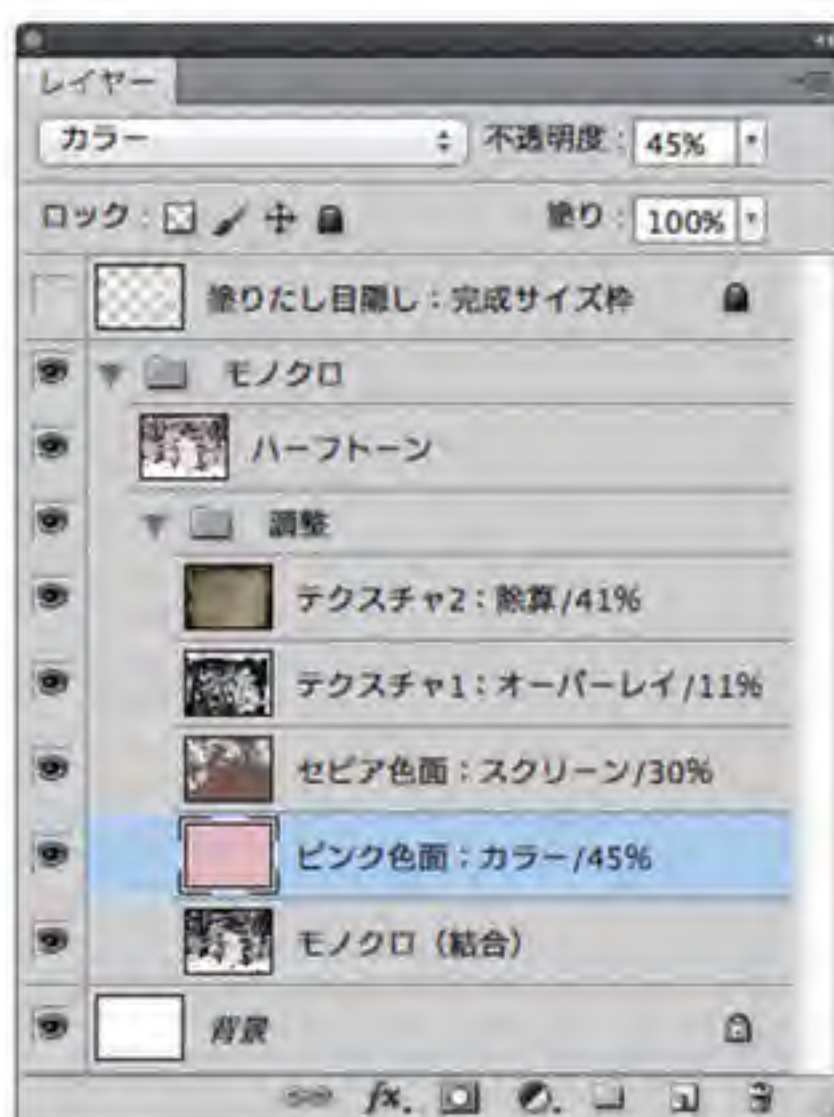 レイヤー
カラー 不透明度: 45%
ロック: 塗り: 100%
塗りたし目隠し:完成サイズ枠
モノクロ
ハーフトーン
調整
テクスチャ2:除算/41%
テクスチャ1:オーバーレイ/11%
セピア色面:スクリーン/30%
ピンク色面:カラー/45%
モノクロ(結合)
背景
fx.